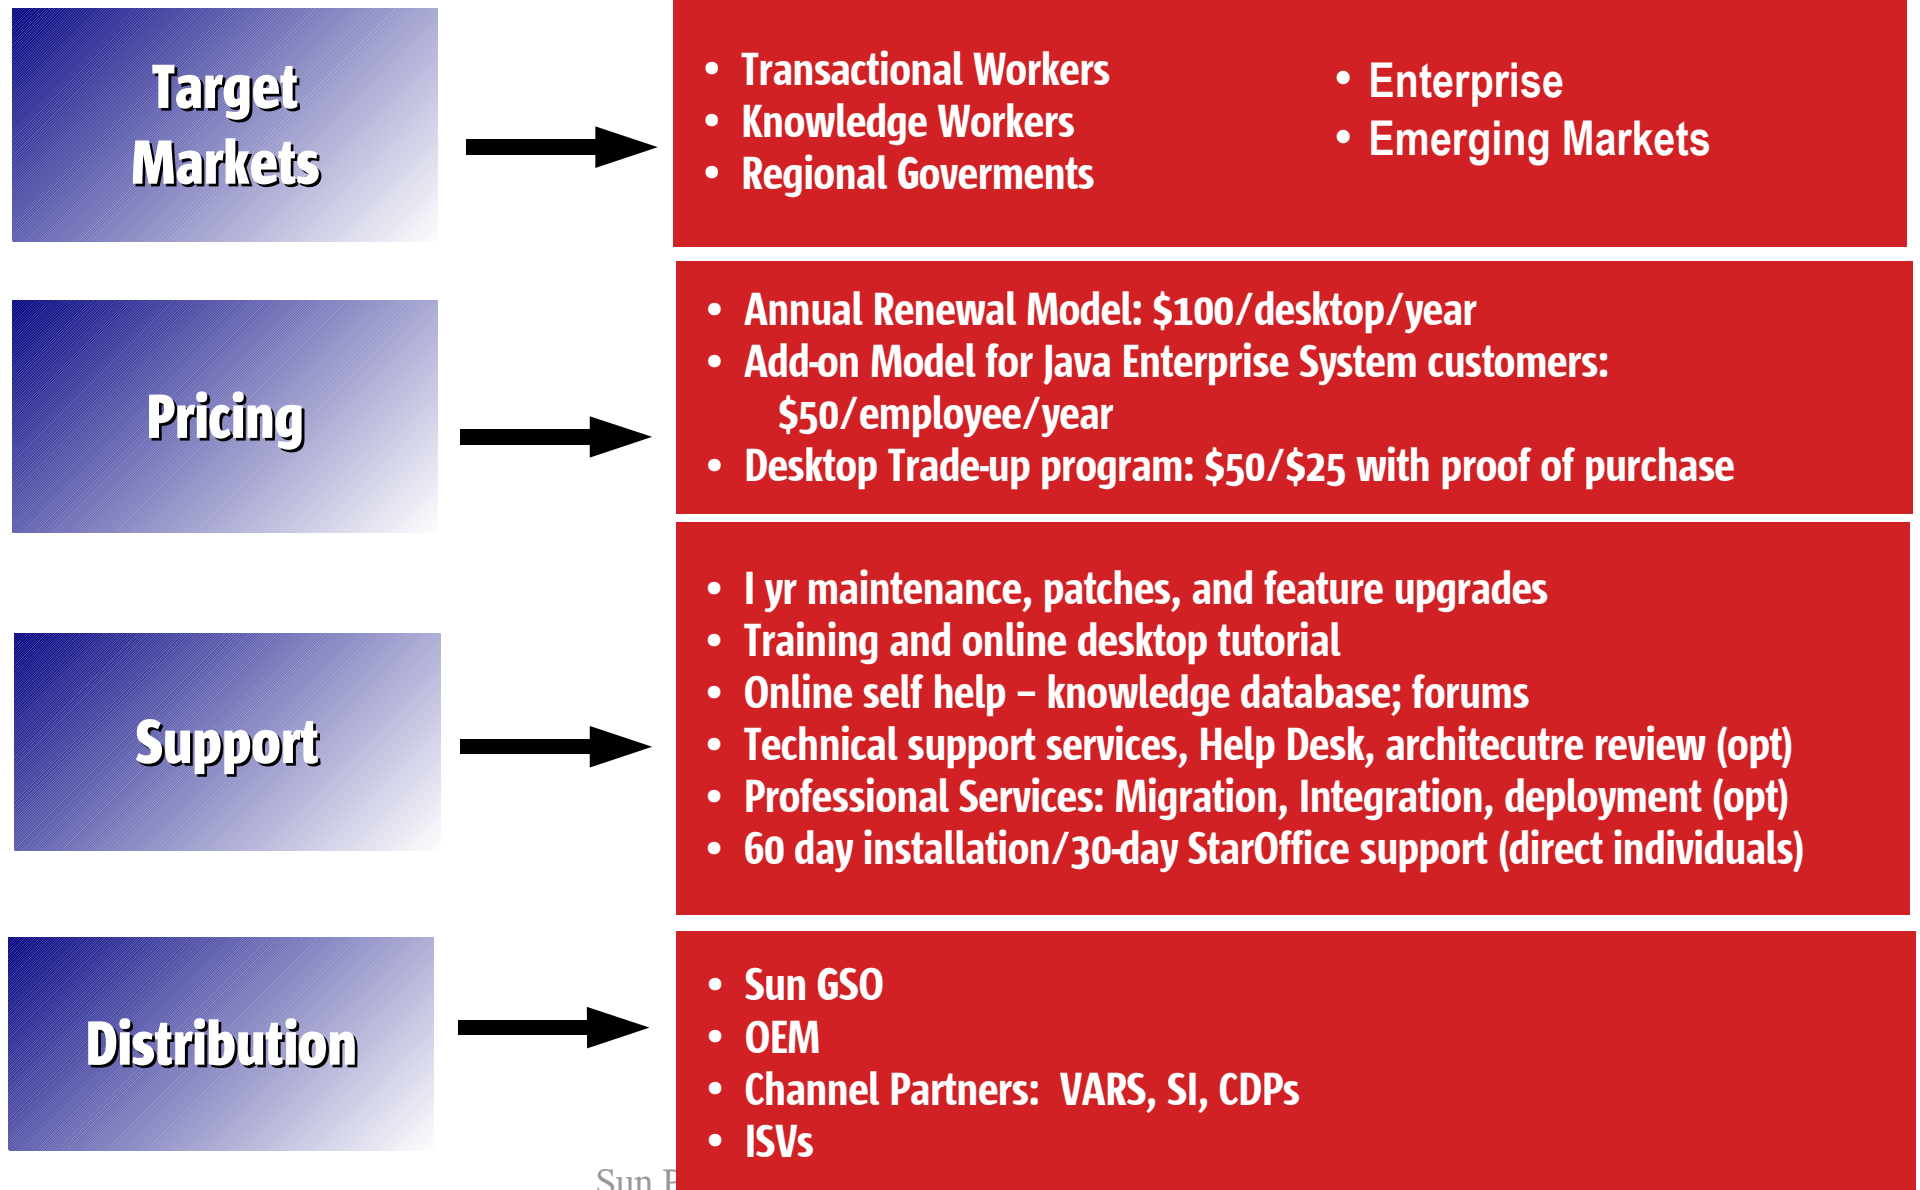 Target
Markets
• Transactional Workers
• Knowledge Workers
• Regional Goverments
• Enterprise
• Emerging Markets
Pricing
• Annual Renewal Model: $100/desktop/year
• Add-on Model for Java Enterprise System customers:
$50/employee/year
• Desktop Trade-up program: $50/$25 with proof of purchase
Support
• I yr maintenance, patches, and feature upgrades
• Training and online desktop tutorial
• Online self help – knowledge database; forums
• Technical support services, Help Desk, architecutre review (opt)
• Professional Services: Migration, Integration, deployment (opt)
• 60 day installation/30-day StarOffice support (direct individuals)
Distribution
• Sun GSO
• OEM
• Channel Partners: VARS, SI, CDPs
• ISVs
Sun